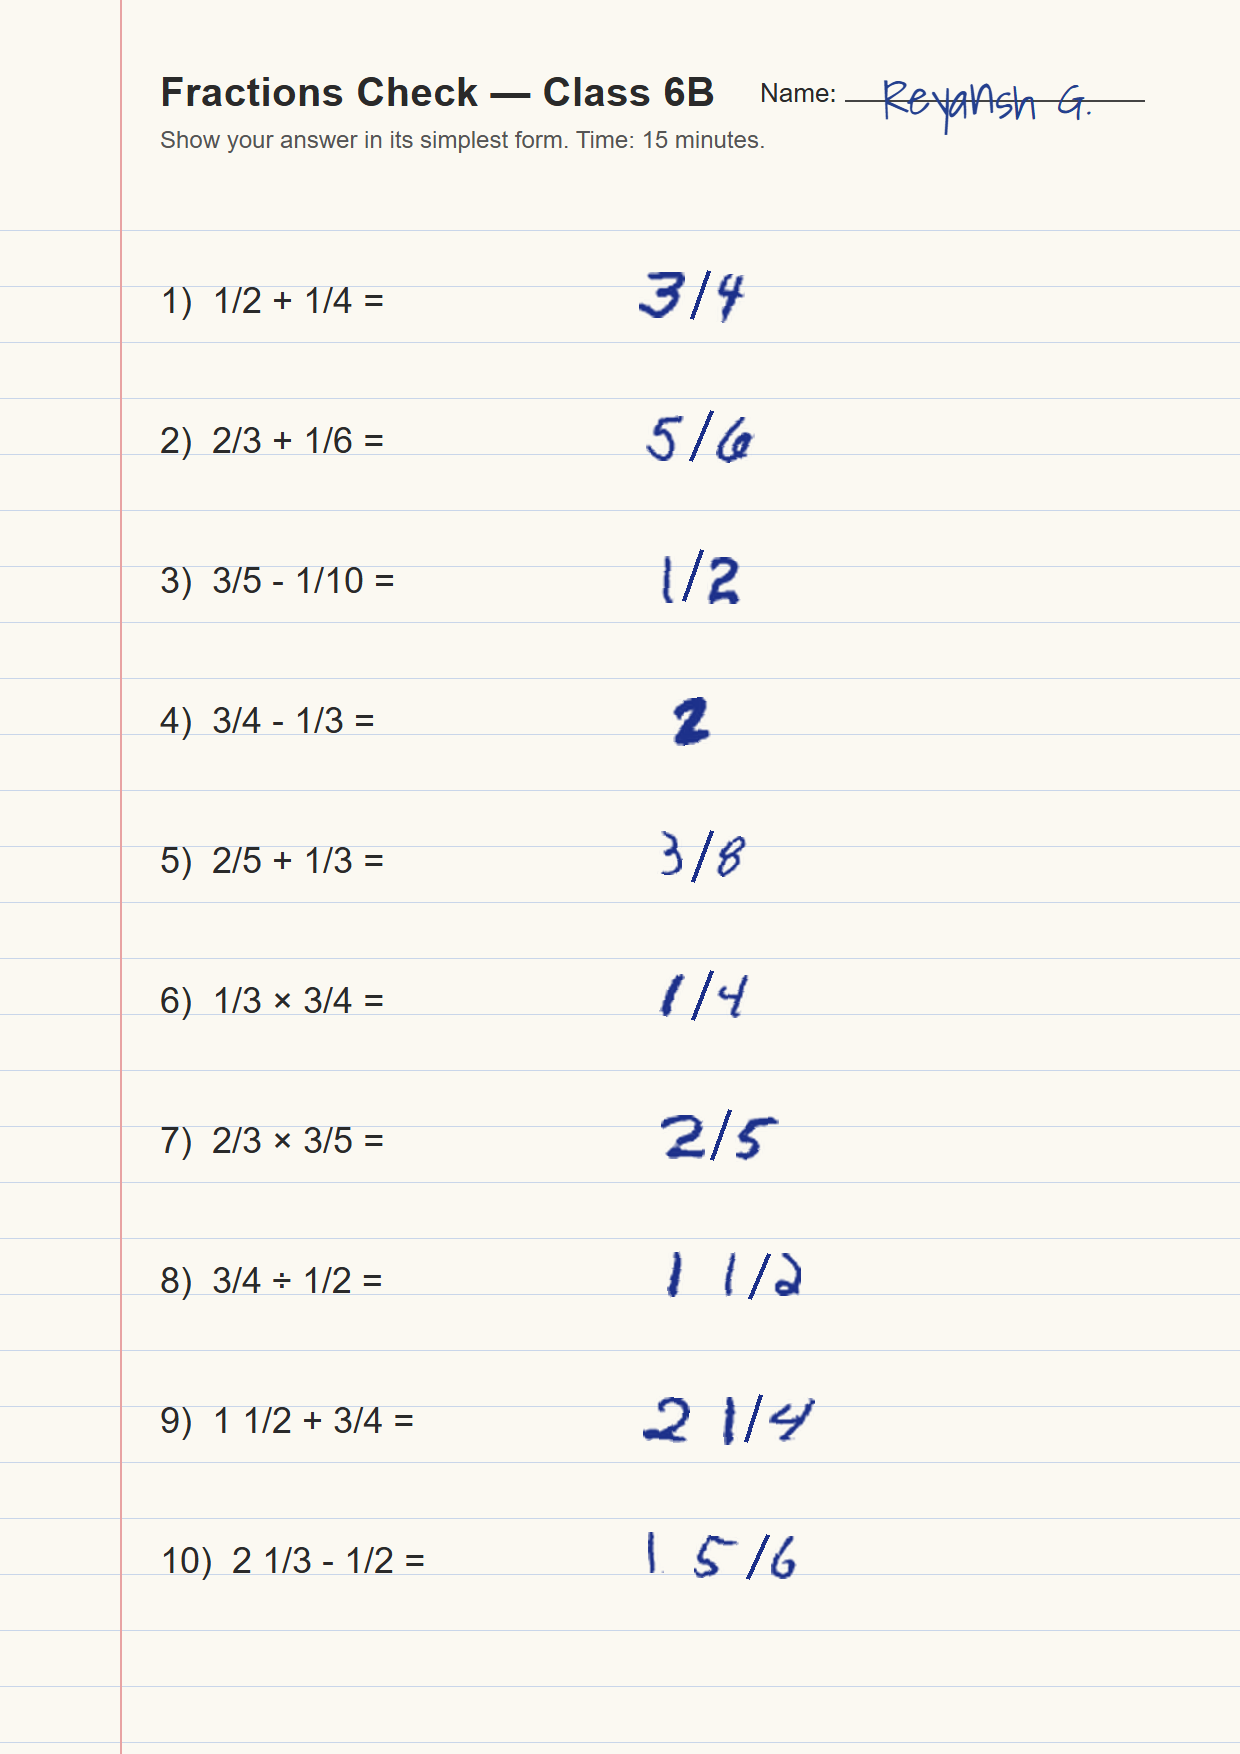 Fractions Check — Class 6B Name: Reyansh G.
Show your answer in its simplest form. Time: 15 minutes.
1) 1/2 + 1/4 = 3/4
2) 2/3 + 1/6 = 5/6
3) 3/5 - 1/10 = 1/2
4) 3/4 - 1/3 = 2
5) 2/5 + 1/3 = 3/8
6) 1/3 × 3/4 = 1/4
7) 2/3 × 3/5 = 2/5
8) 3/4 ÷ 1/2 = 1 1/2
9) 1 1/2 + 3/4 = 2 1/4
10) 2 1/3 - 1/2 = 1 5/6